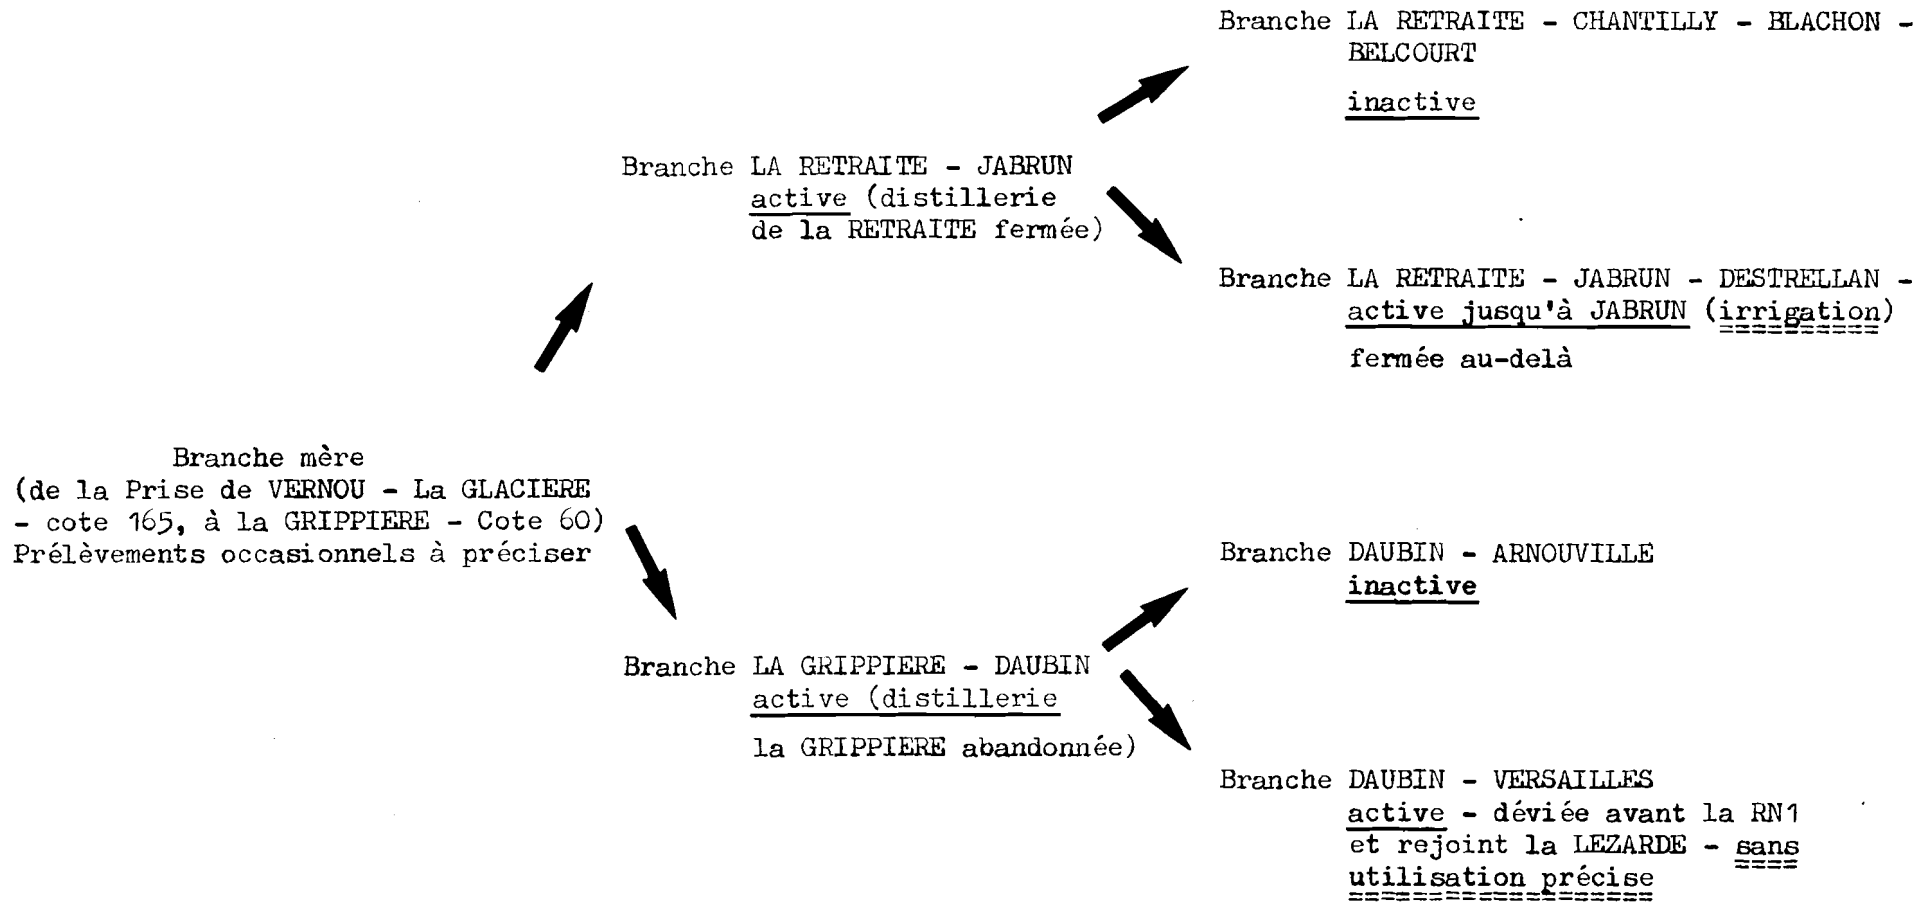 Branche LA RETRAITE - CHANTILLY - BLACHON -
BELCOURT
inactive
Branche LA RETRAITE - JABRUN
active (distillerie
de la RETRAITE fermée)
Branche LA RETRAITE - JABRUN - DESTRELLAN -
active jusqu'à JABRUN (irrigation)
fermée au-delà
Branche mère
(de la Prise de VERNOU - La GLACIERE
- cote 165, à la GRIPPIERE - Cote 60)
Prélèvements occasionnels à préciser
Branche DAUBIN - ARNOUVILLE
inactive
Branche LA GRIPPIERE - DAUBIN
active (distillerie
la GRIPPIERE abandonnée)
Branche DAUBIN - VERSAILLES
active - déviée avant la RN1
et rejoint la LEZARDE - sans
utilisation précise